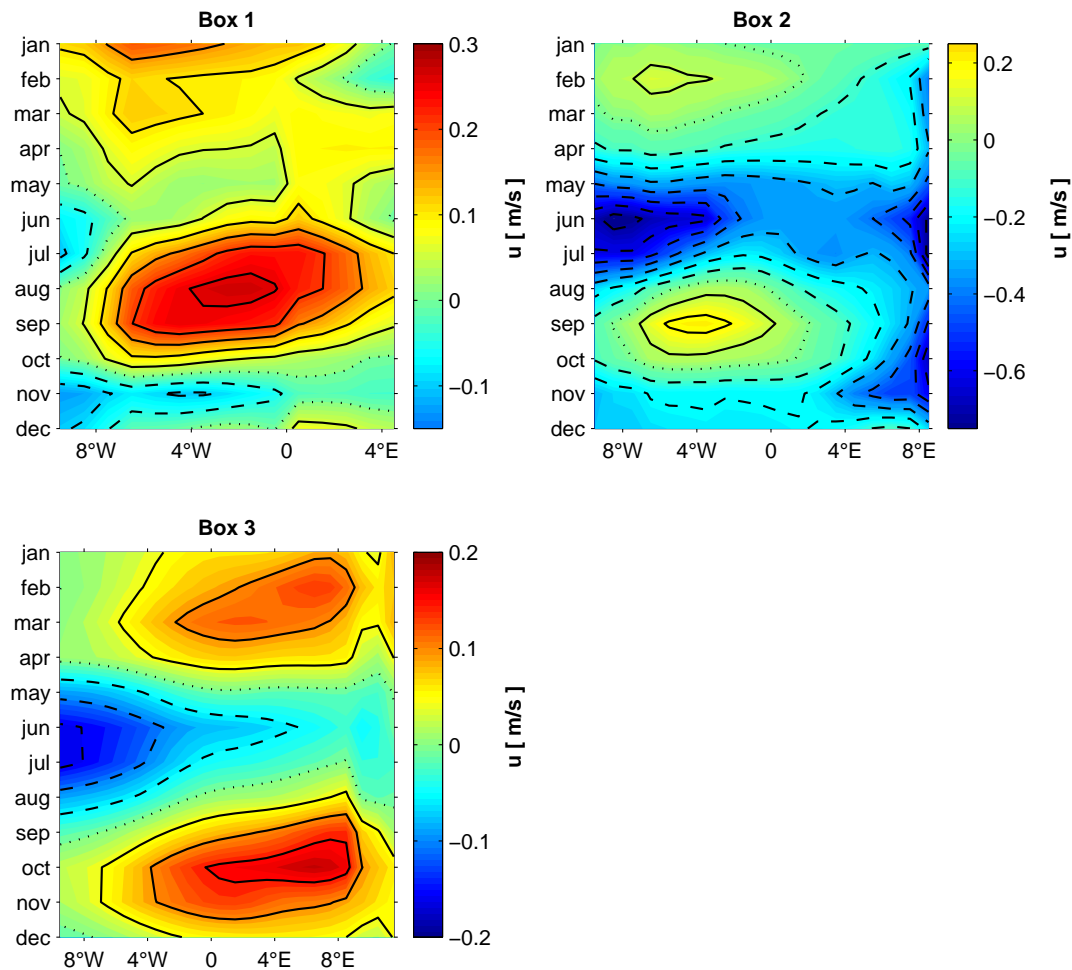 Box 1
jan
feb
mar
apr
may
jun
jul
aug
sep
oct
nov
dec
8°W 4°W 0 4°E
0.3
0.2
0.1
0
−0.1
u [ m/s ]
Box 2
jan
feb
mar
apr
may
jun
jul
aug
sep
oct
nov
dec
8°W 4°W 0 4°E 8°E
0.2
0
−0.2
−0.4
−0.6
u [ m/s ]
Box 3
jan
feb
mar
apr
may
jun
jul
aug
sep
oct
nov
dec
8°W 4°W 0 4°E 8°E
0.2
0.1
0
−0.1
−0.2
u [ m/s ]